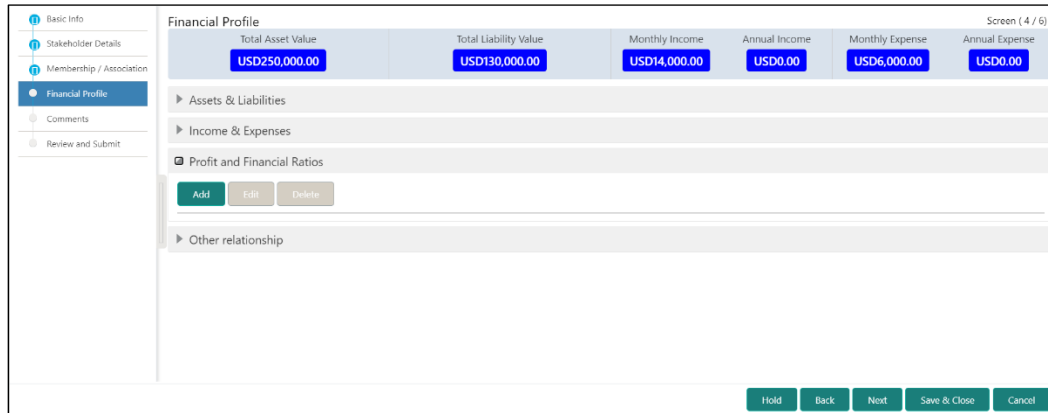 Basic Info
Stakeholder Details
Membership / Association
Financial Profile
Comments
Review and Submit
Financial Profile
Screen ( 4 / 6)
Total Asset Value
Total Liability Value
Monthly Income
Annual Income
Monthly Expense
Annual Expense
USD250,000.00
USD130,000.00
USD14,000.00
USD0.00
USD6,000.00
USD0.00
Assets & Liabilities
Income & Expenses
Profit and Financial Ratios
Add
Edit
Delete
Other relationship
Hold
Back
Next
Save & Close
Cancel